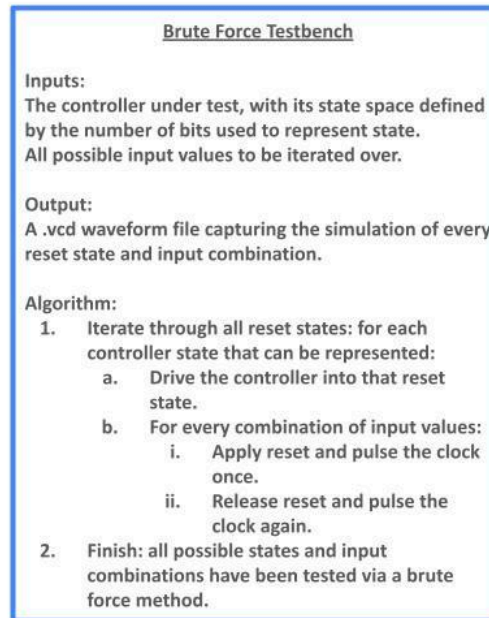 Brute Force Testbench
Inputs:
The controller under test, with its state space defined
by the number of bits used to represent state.
All possible input values to be iterated over.
Output:
A .vcd waveform file capturing the simulation of every
reset state and input combination.
Algorithm:
1. Iterate through all reset states: for each
controller state that can be represented:
a. Drive the controller into that reset
state.
b. For every combination of input values:
i. Apply reset and pulse the clock
once.
ii. Release reset and pulse the
clock again.
2. Finish: all possible states and input
combinations have been tested via a brute
force method.